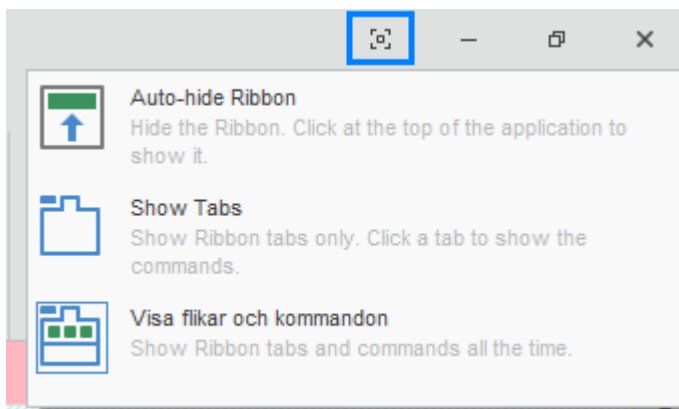 Auto-hide Ribbon
Hide the Ribbon. Click at the top of the application to
show it.
Show Tabs
Show Ribbon tabs only. Click a tab to show the
commands.
Visa flikar och kommandon
Show Ribbon tabs and commands all the time.